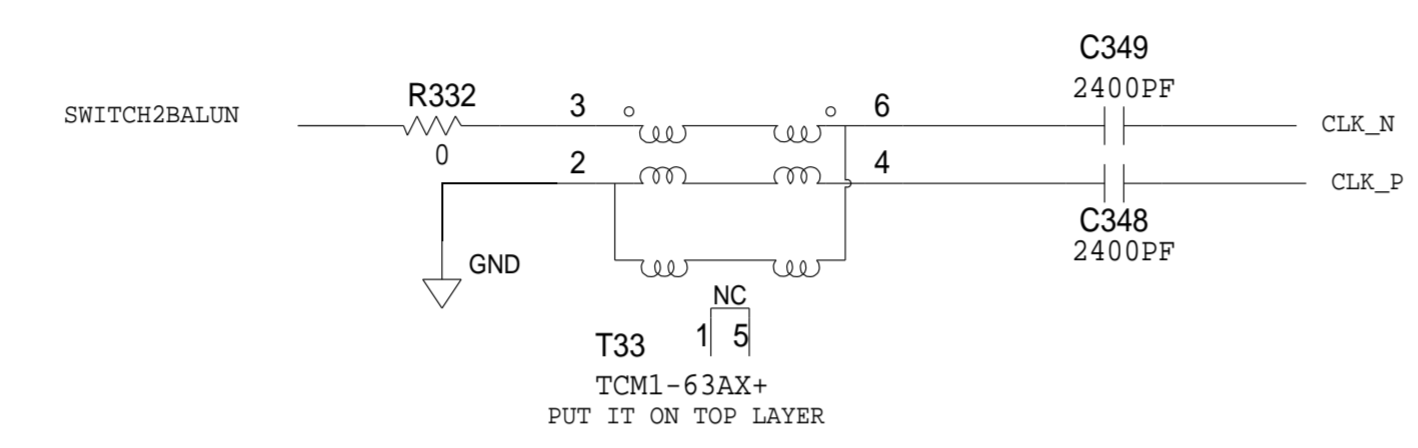 C349
2400PF
R332
SWITCH2BALUN
3
6
CLK_N
0
2
4
CLK_P
C348
2400PF
GND
NC
1
5
T33
TCM1-63AX+
PUT IT ON TOP LAYER